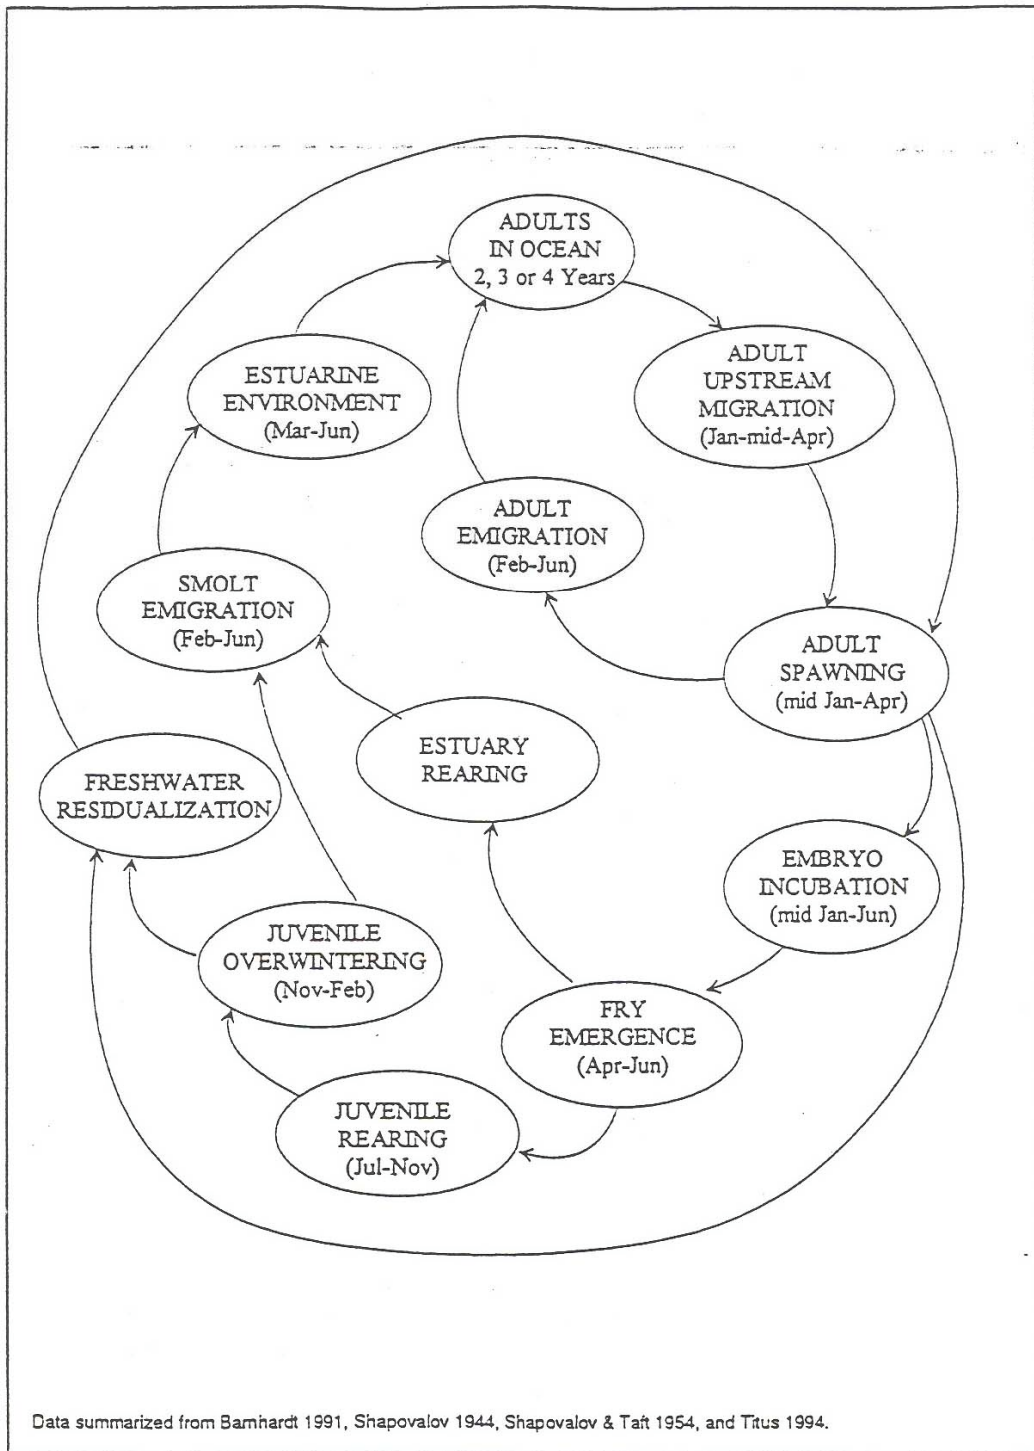 ADULTS
IN OCEAN
2, 3 or 4 Years
ESTUARINE
ENVIRONMENT
(Mar-Jun)
ADULT
UPSTREAM
MIGRATION
(Jan-mid-Apr)
ADULT
EMIGRATION
(Feb-Jun)
SMOLT
EMIGRATION
(Feb-Jun)
ADULT
SPAWNING
(mid Jan-Apr)
ESTUARY
REARING
FRESHWATER
RESIDUALIZATION
EMBRYO
INCUBATION
(mid Jan-Jun)
JUVENILE
OVERWINTERING
(Nov-Feb)
FRY
EMERGENCE
(Apr-Jun)
JUVENILE
REARING
(Jul-Nov)
Data summarized from Barnhardt 1991, Shapovalov 1944, Shapovalov & Taft 1954, and Titus 1994.